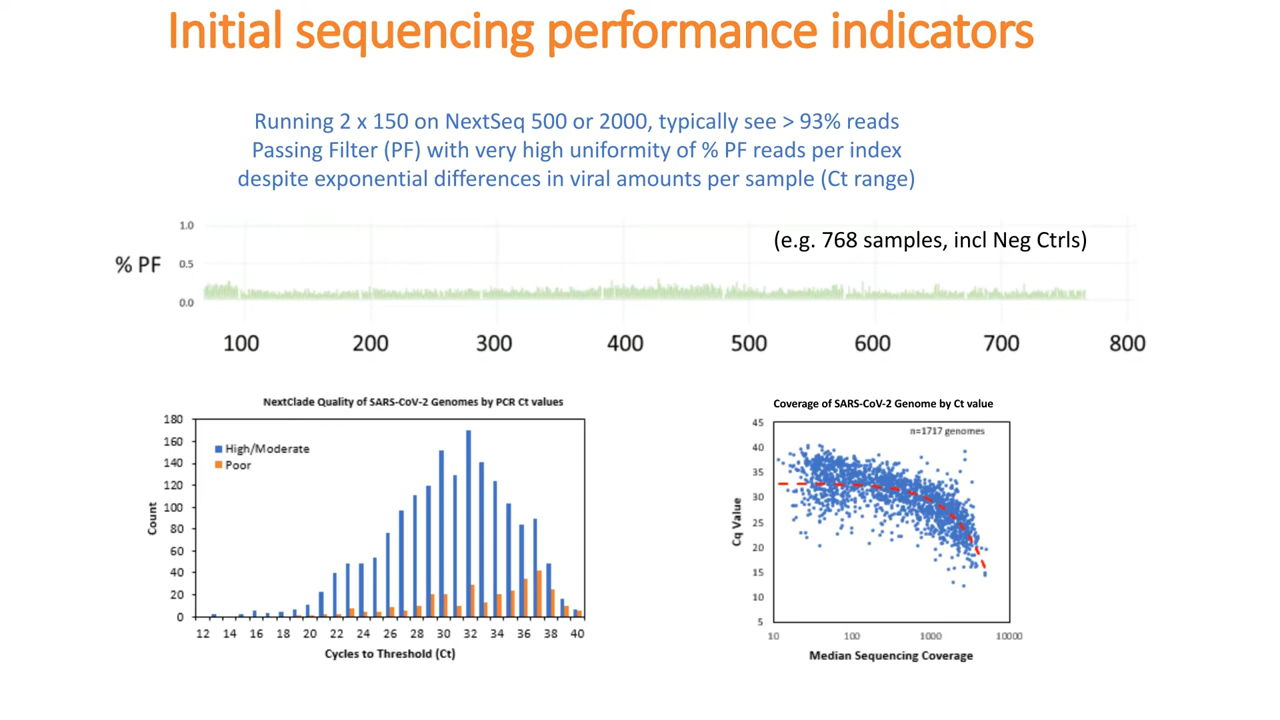 Initial sequencing performance indicators
Running 2 x 150 on NextSeq 500 or 2000, typically see > 93% reads
Passing Filter (PF) with very high uniformity of % PF reads per index
despite exponential differences in viral amounts per sample (Ct range)
(e.g. 768 samples, incl Neg Ctrls)
% PF
1.0
0.5
0.0
100 200 300 400 500 600 700 800
NextClade Quality of SARS-CoV-2 Genomes by PCR Ct values
High/Moderate
Poor
Count
180
160
140
120
100
80
60
40
20
0
12 14 16 18 20 22 24 26 28 30 32 34 36 38 40
Cycles to Threshold (Ct)
Coverage of SARS-CoV-2 Genome by Ct value
n=1717 genomes
Cq Value
45
40
35
30
25
20
15
10
5
10 100 1000 10000
Median Sequencing Coverage